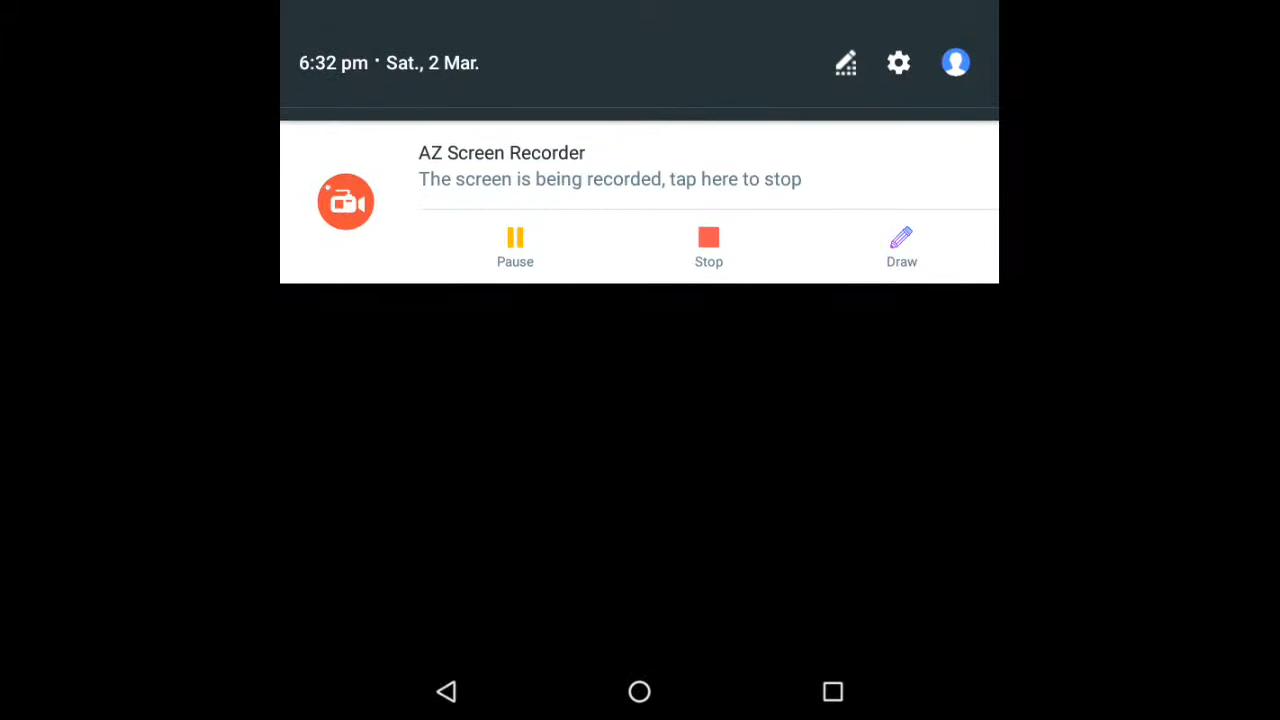 6:32 pm · Sat., 2 Mar.
AZ Screen Recorder
The screen is being recorded, tap here to stop
Pause
Stop
Draw